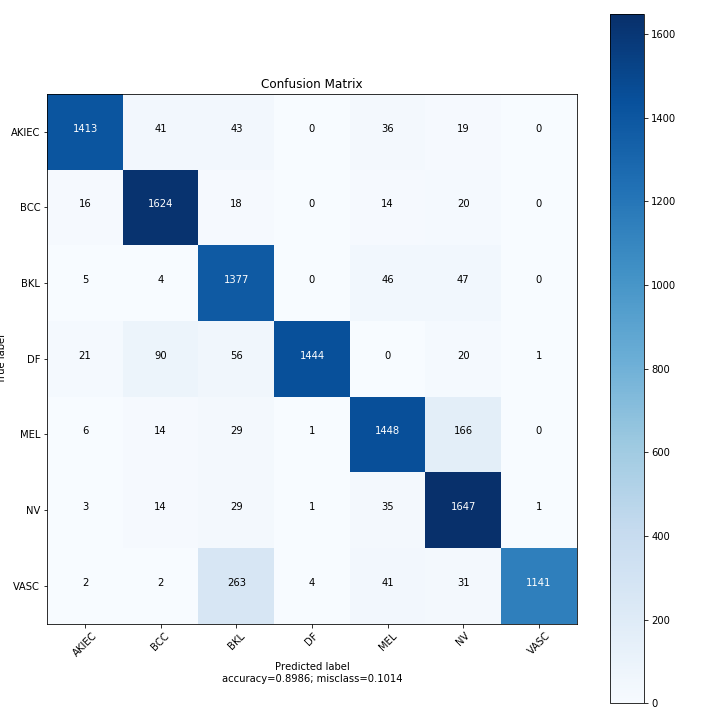 Confusion Matrix
AKIEC 1413 41 43 0 36 19 0
BCC 16 1624 18 0 14 20 0
BKL 5 4 1377 0 46 47 0
DF 21 90 56 1444 0 20 1
MEL 6 14 29 1 1448 166 0
NV 3 14 29 1 35 1647 1
VASC 2 2 263 4 41 31 1141
AKIEC BCC BKL DF MEL NV VASC
Predicted label
accuracy=0.8986; misclass=0.1014
True label
1600
1400
1200
1000
800
600
400
200
0